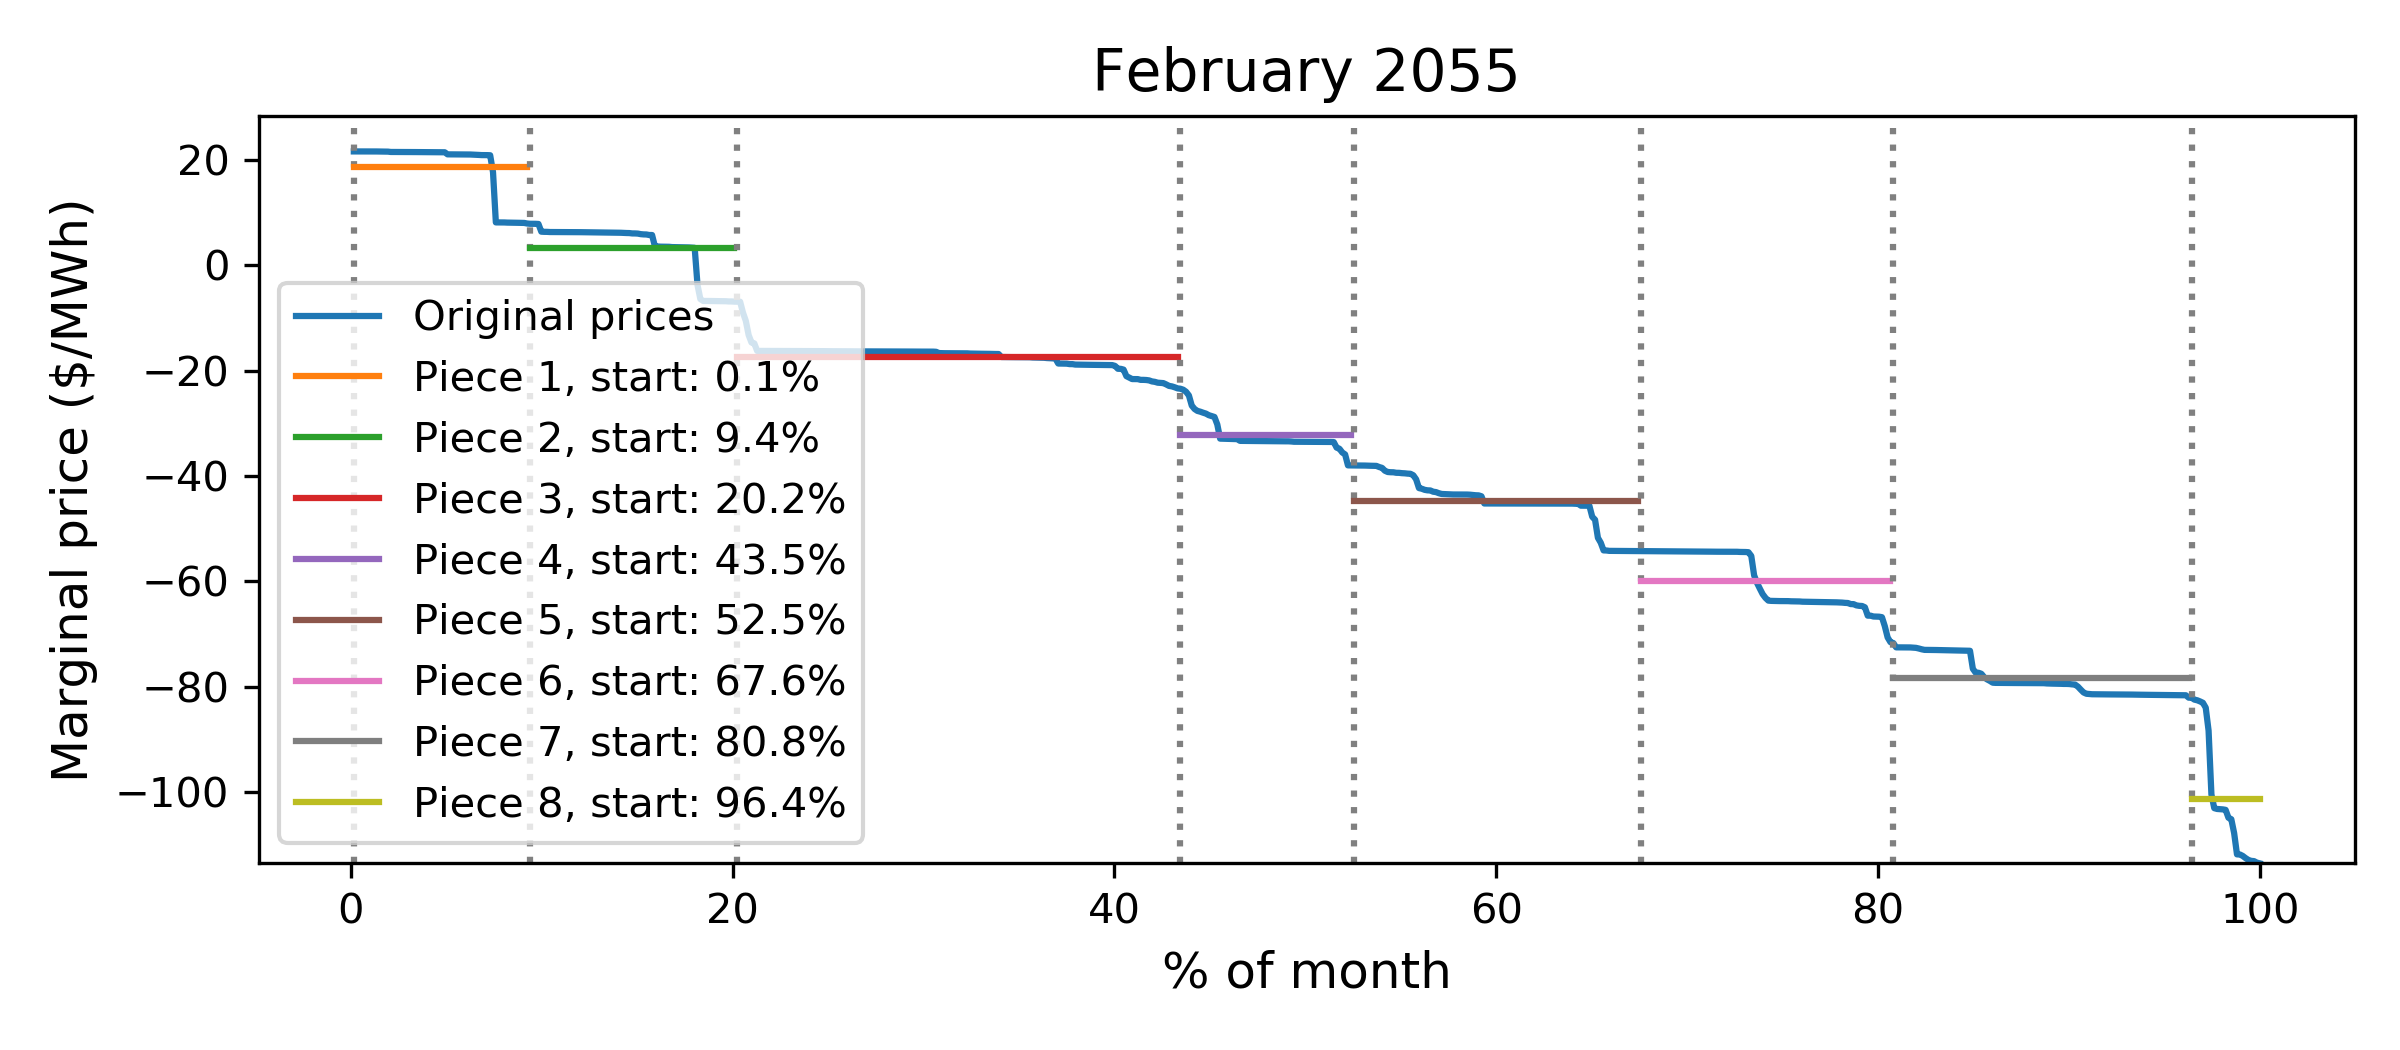 February 2055
Marginal price ($/MWh)
20
0
−20
−40
−60
−80
−100
Original prices
Piece 1, start: 0.1%
Piece 2, start: 9.4%
Piece 3, start: 20.2%
Piece 4, start: 43.5%
Piece 5, start: 52.5%
Piece 6, start: 67.6%
Piece 7, start: 80.8%
Piece 8, start: 96.4%
0 20 40 60 80 100
% of month